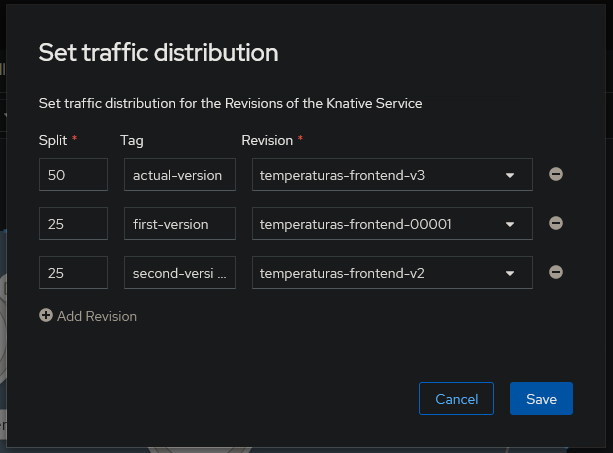 Set traffic distribution
Set traffic distribution for the Revisions of the Knative Service
Split * Tag Revision *
50 actual-version temperaturas-frontend-v3
25 first-version temperaturas-frontend-00001
25 second-versi ... temperaturas-frontend-v2
Add Revision
Cancel Save